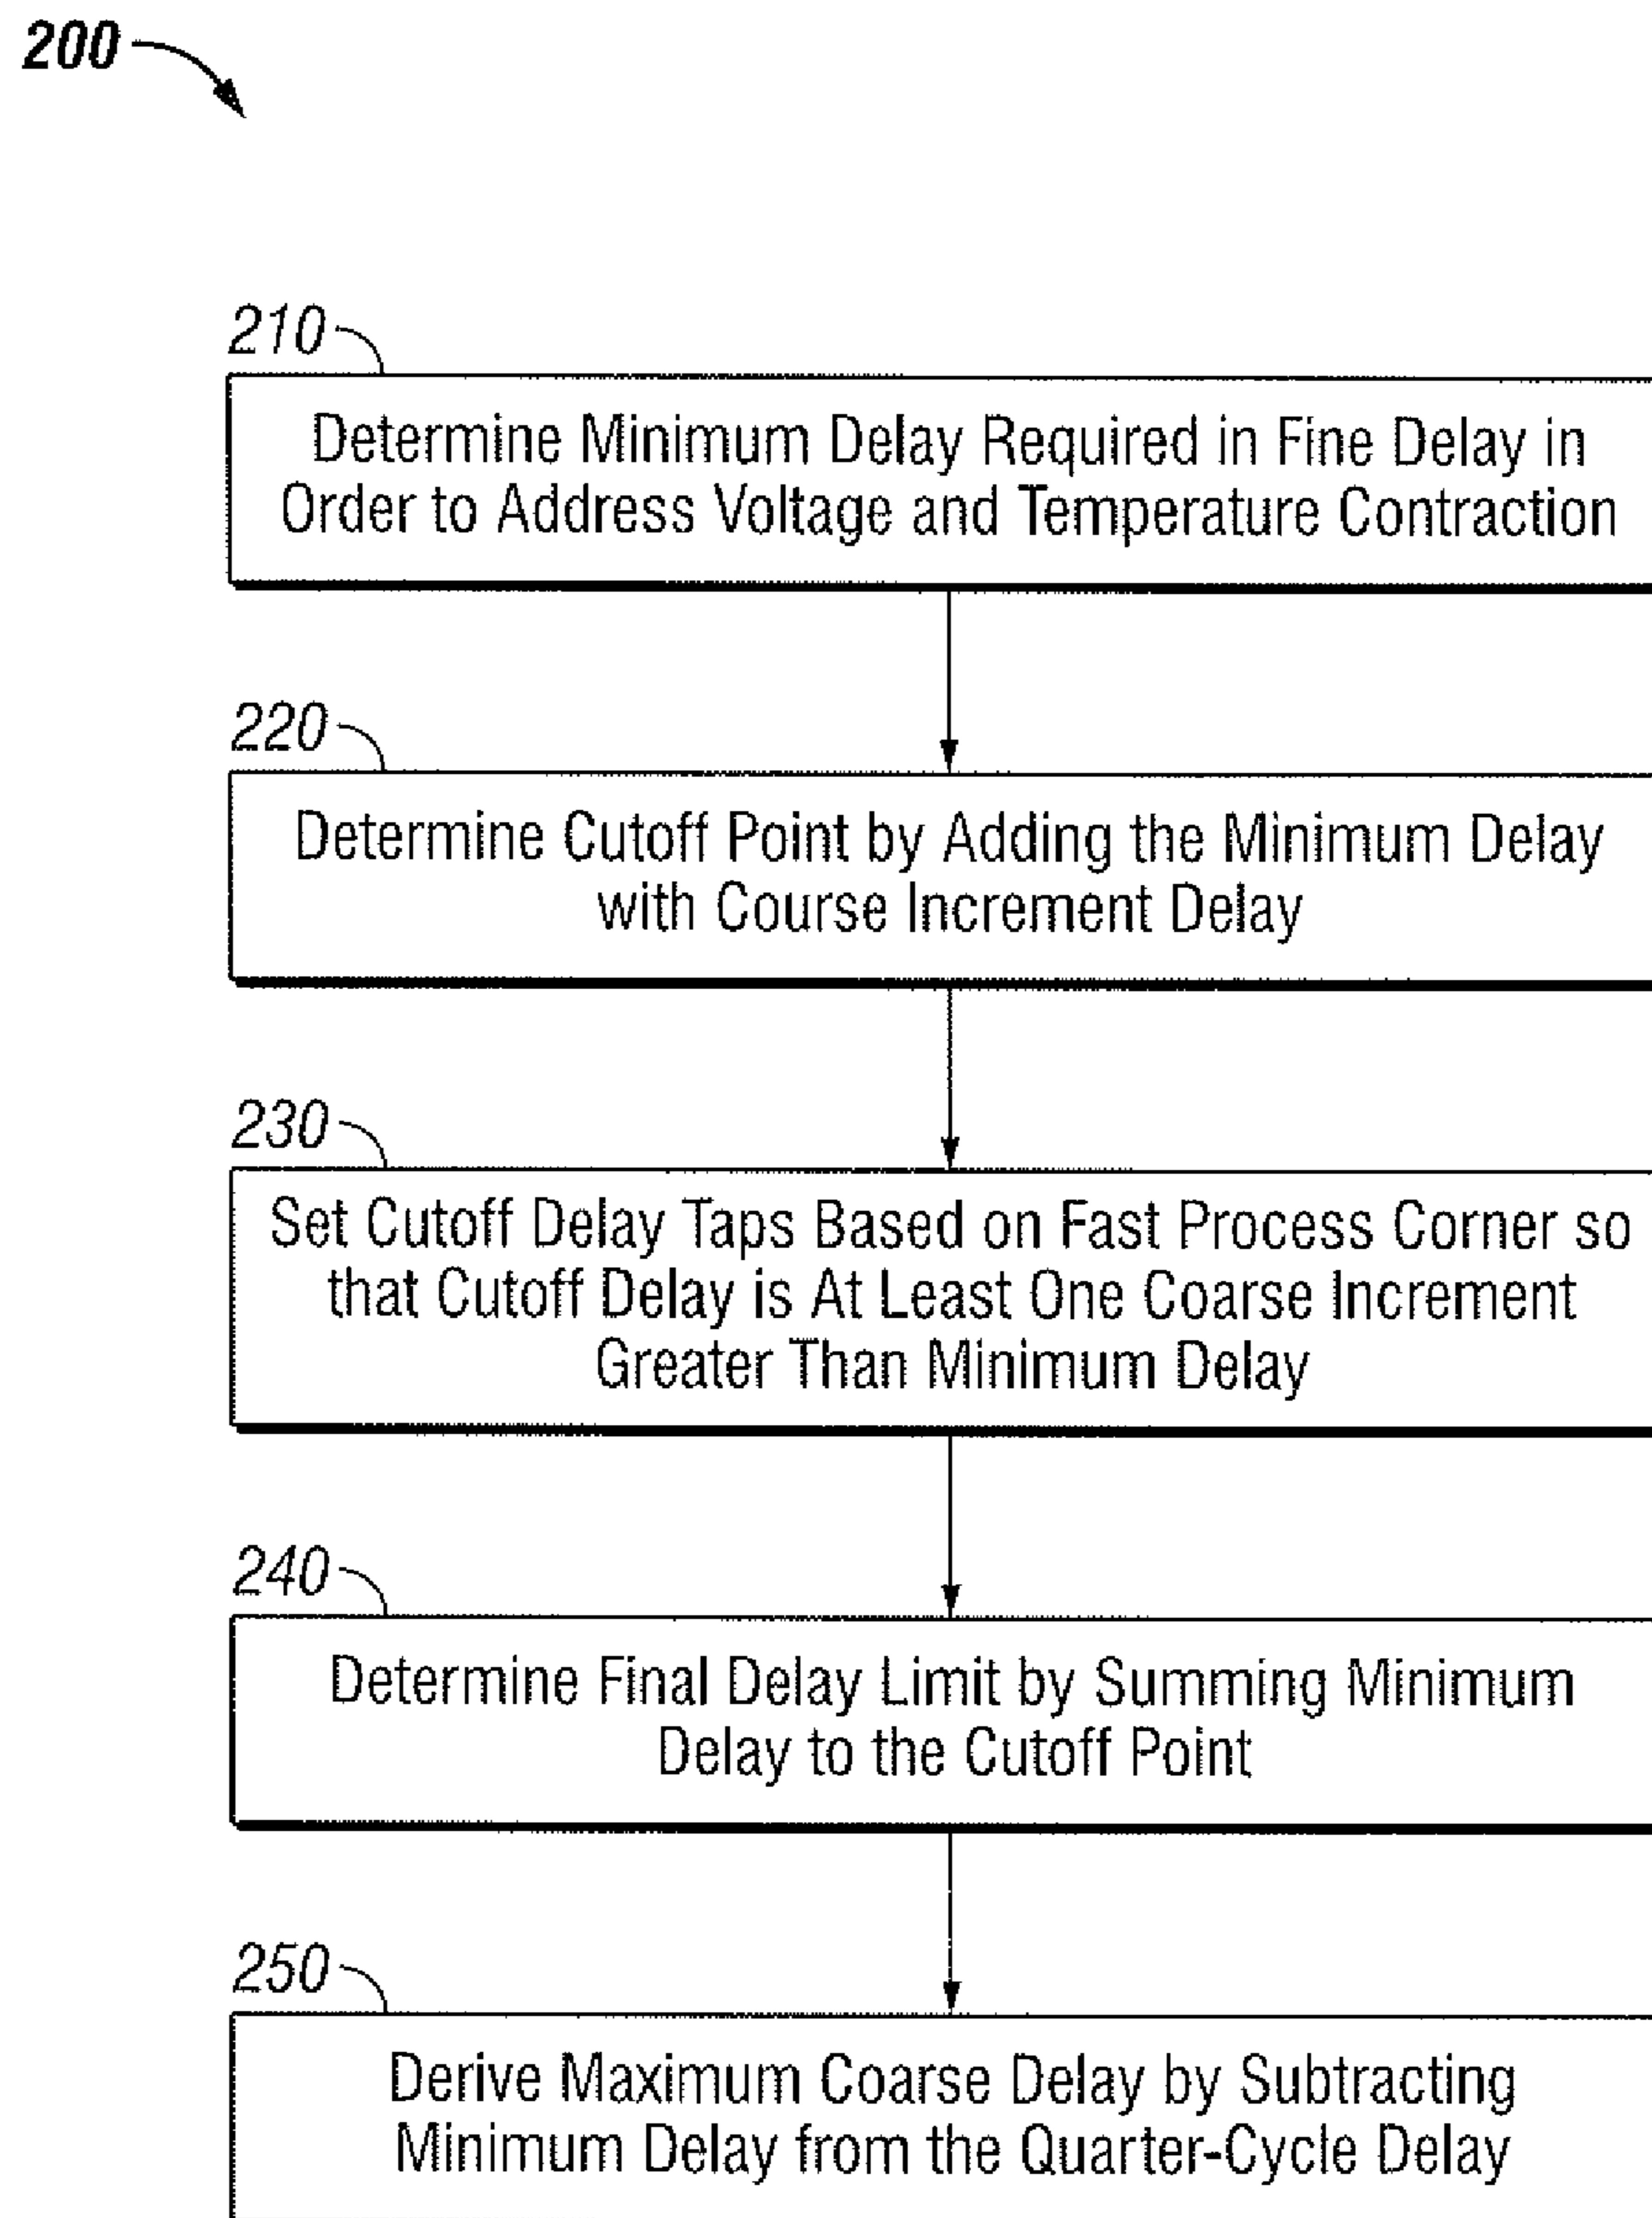 200
210
Determine Minimum Delay Required in Fine Delay in
Order to Address Voltage and Temperature Contraction
220
Determine Cutoff Point by Adding the Minimum Delay
with Course Increment Delay
230
Set Cutoff Delay Taps Based on Fast Process Corner so
that Cutoff Delay is At Least One Coarse Increment
Greater Than Minimum Delay
240
Determine Final Delay Limit by Summing Minimum
Delay to the Cutoff Point
250
Derive Maximum Coarse Delay by Subtracting
Minimum Delay from the Quarter-Cycle Delay